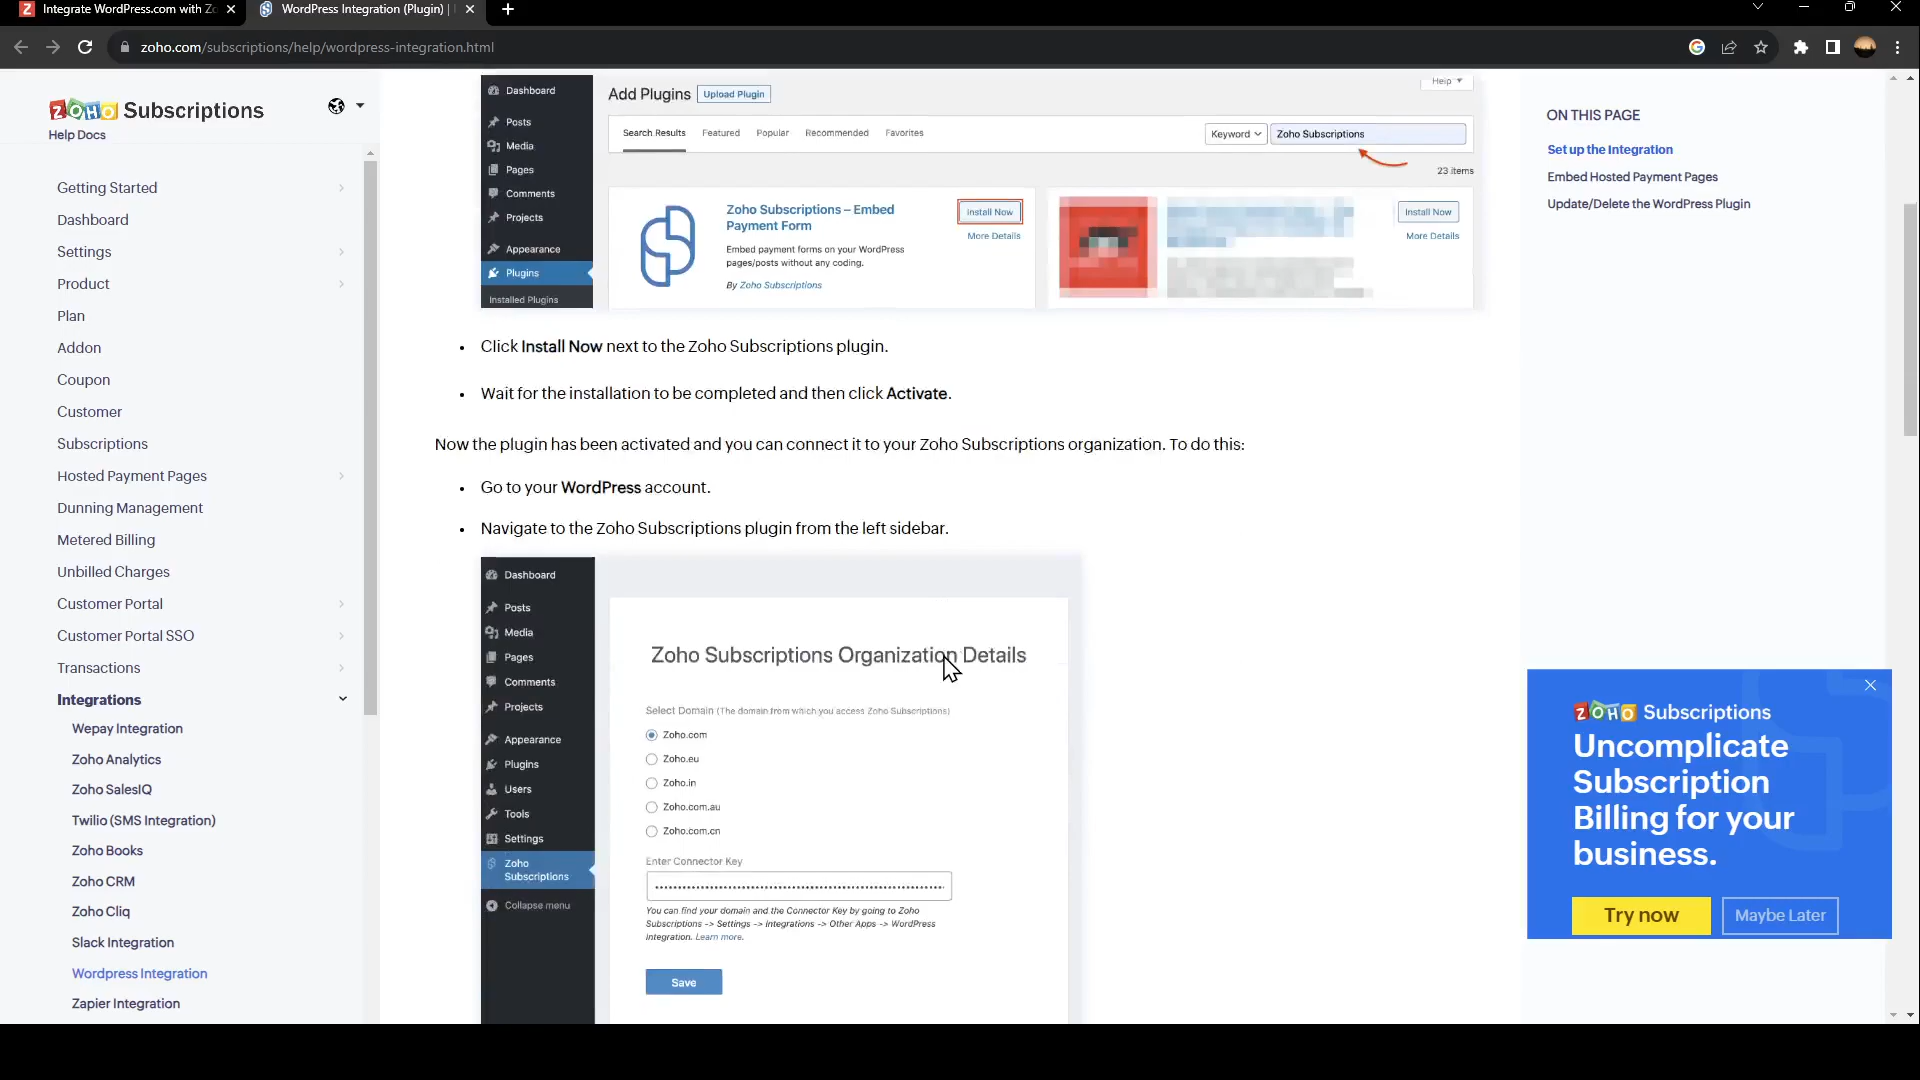 Integrate WordPress.com with Zo
WordPress Integration (Plugin) |
zoho.com/subscriptions/help/wordpress-integration.html
ZOHO Subscriptions
Help Docs
Getting Started
Dashboard
Settings
Product
Plan
Addon
Coupon
Customer
Subscriptions
Hosted Payment Pages
Dunning Management
Metered Billing
Unbilled Charges
Customer Portal
Customer Portal SSO
Transactions
Integrations
Wepay Integration
Zoho Analytics
Zoho SalesIQ
Twilio (SMS Integration)
Zoho Books
Zoho CRM
Zoho Cliq
Slack Integration
Wordpress Integration
Zapier Integration
Dashboard
Posts
Media
Pages
Comments
Projects
Appearance
Plugins
Installed Plugins
Help
Add Plugins Upload Plugin
Search Results Featured Popular Recommended Favorites Keyword Zoho Subscriptions
23 items
Zoho Subscriptions – Embed
Payment Form
Embed payment forms on your WordPress
pages/posts without any coding.
By Zoho Subscriptions
Install Now
More Details
Install Now
More Details
• Click Install Now next to the Zoho Subscriptions plugin.
• Wait for the installation to be completed and then click Activate.
Now the plugin has been activated and you can connect it to your Zoho Subscriptions organization. To do this:
• Go to your WordPress account.
• Navigate to the Zoho Subscriptions plugin from the left sidebar.
Dashboard
Posts
Media
Pages
Comments
Projects
Appearance
Plugins
Users
Tools
Settings
Zoho
Subscriptions
Collapse menu
Zoho Subscriptions Organization Details
Select Domain (The domain from which you access Zoho Subscriptions)
Zoho.com
Zoho.eu
Zoho.in
Zoho.com.au
Zoho.com.cn
Enter Connector Key
You can find your domain and the Connector Key by going to Zoho
Subscriptions -> Settings -> Integrations -> Other Apps -> WordPress
Integration. Learn more.
Save
ON THIS PAGE
Set up the Integration
Embed Hosted Payment Pages
Update/Delete the WordPress Plugin
ZOHO Subscriptions
Uncomplicate
Subscription
Billing for your
business.
Try now Maybe Later